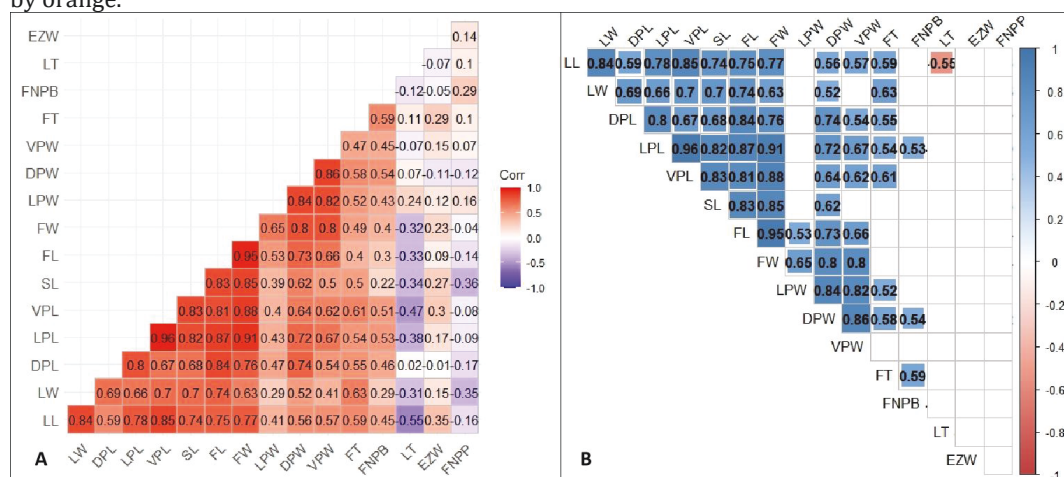 by orange.
EZW 0.14
LT -0.07 0.1
FNPB -0.12 -0.05 0.29
FT 0.59 0.11 0.29 0.1
VPW 0.47 0.45 -0.07 0.15 0.07
DPW 0.86 0.58 0.54 0.07 -0.11 -0.12
LPW 0.84 0.82 0.52 0.43 0.24 0.12 0.16
FW 0.65 0.8 0.8 0.49 0.4 -0.32 0.23 -0.04
FL 0.95 0.53 0.73 0.66 0.4 0.3 -0.33 0.09 -0.14
SL 0.83 0.85 0.39 0.62 0.5 0.5 0.22 -0.34 0.27 -0.36
VPL 0.83 0.81 0.88 0.4 0.64 0.62 0.61 0.51 -0.47 0.3 -0.08
LPL 0.96 0.82 0.87 0.91 0.43 0.72 0.67 0.54 0.53 -0.38 0.17 -0.09
DPL 0.8 0.67 0.68 0.84 0.76 0.47 0.74 0.54 0.55 0.46 0.02 -0.01 -0.17
LW 0.69 0.66 0.7 0.7 0.74 0.63 0.29 0.52 0.41 0.63 0.29 -0.31 0.15 -0.35
LL 0.84 0.59 0.78 0.85 0.74 0.75 0.77 0.41 0.56 0.57 0.59 0.45 -0.55 0.35 -0.16
LW DPL LPL VPL SL FL FW LPW DPW VPW FT FNPB LT EZW FNPP
A
Corr
1.0
0.5
0.0
-0.5
-1.0
LW DPL LPL VPL SL FL FW LPW DPW VPW FT FNPB LT EZW FNPP
LL 0.84 0.59 0.78 0.85 0.74 0.75 0.77 0.56 0.57 0.59 -0.55
LW 0.69 0.66 0.7 0.7 0.74 0.63 0.52 0.63
DPL 0.8 0.67 0.68 0.84 0.76 0.74 0.54 0.55
LPL 0.96 0.82 0.87 0.91 0.72 0.67 0.54 0.53
VPL 0.83 0.81 0.88 0.64 0.62 0.61
SL 0.83 0.85 0.62
FL 0.95 0.53 0.73 0.66
FW 0.65 0.8 0.8
LPW 0.84 0.82 0.52
DPW 0.86 0.58 0.54
VPW
FT 0.59
FNPB
LT
EZW
B
1
0.8
0.6
0.4
0.2
0
-0.2
-0.4
-0.6
-0.8
-1